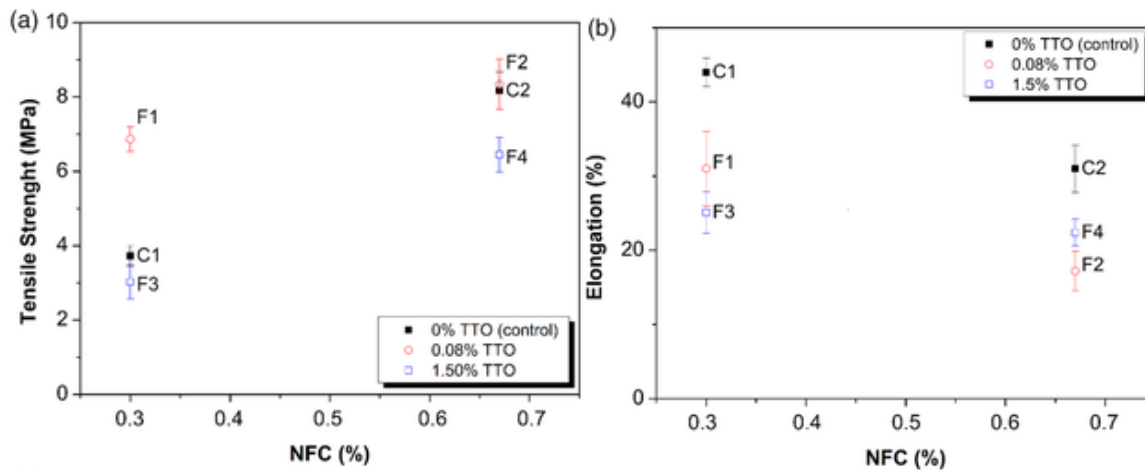 (a)
10
8
6
4
2
0
Tensile Strenght (MPa)
F1
C1
F3
F2
C2
F4
0% TTO (control)
0.08% TTO
1.50% TTO
0.3 0.4 0.5 0.6 0.7
NFC (%)
(b)
40
20
0
Elongation (%)
0% TTO (control)
0.08% TTO
1.5% TTO
C1
F1
F3
C2
F4
F2
0.3 0.4 0.5 0.6 0.7
NFC (%)